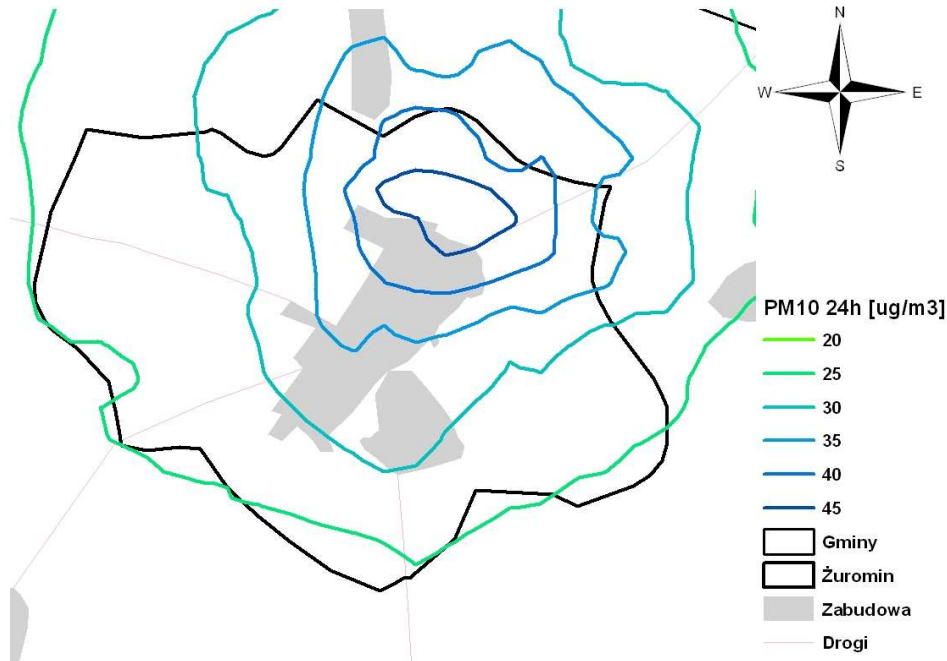 N
W E
S
PM10 24h [ug/m3]
20
25
30
35
40
45
Gminy
Żuromin
Zabudowa
Drogi